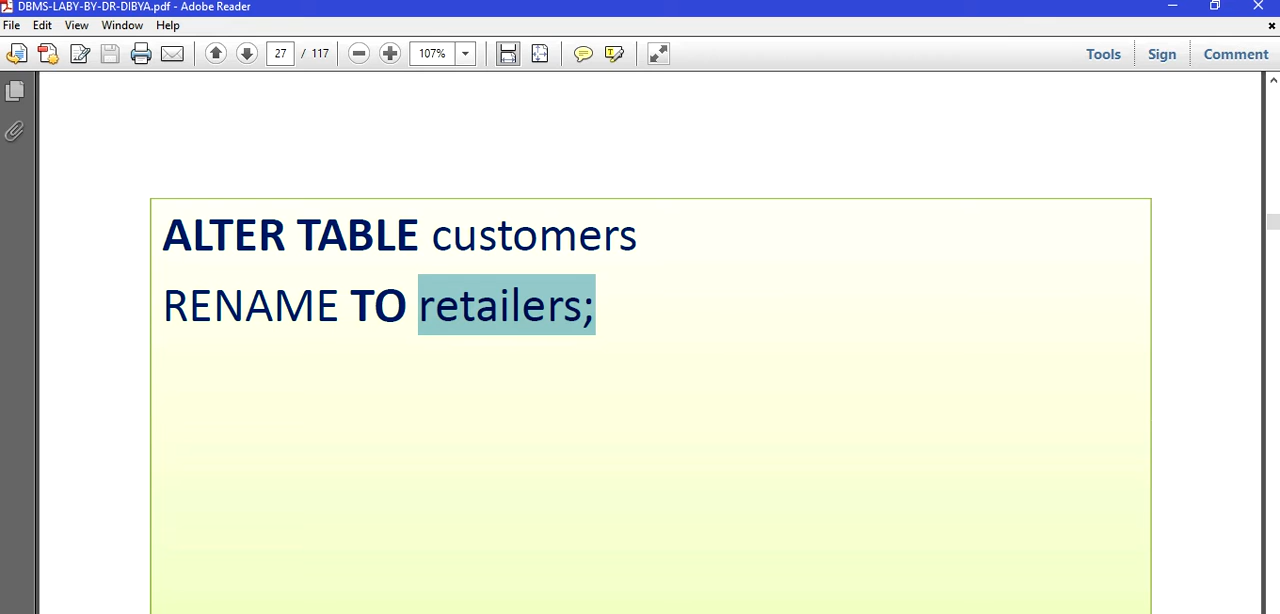 DBMS-LABY-BY-DR-DIBYA.pdf - Adobe Reader
File Edit View Window Help
27 / 117 107% Tools Sign Comment
ALTER TABLE customers
RENAME TO retailers;